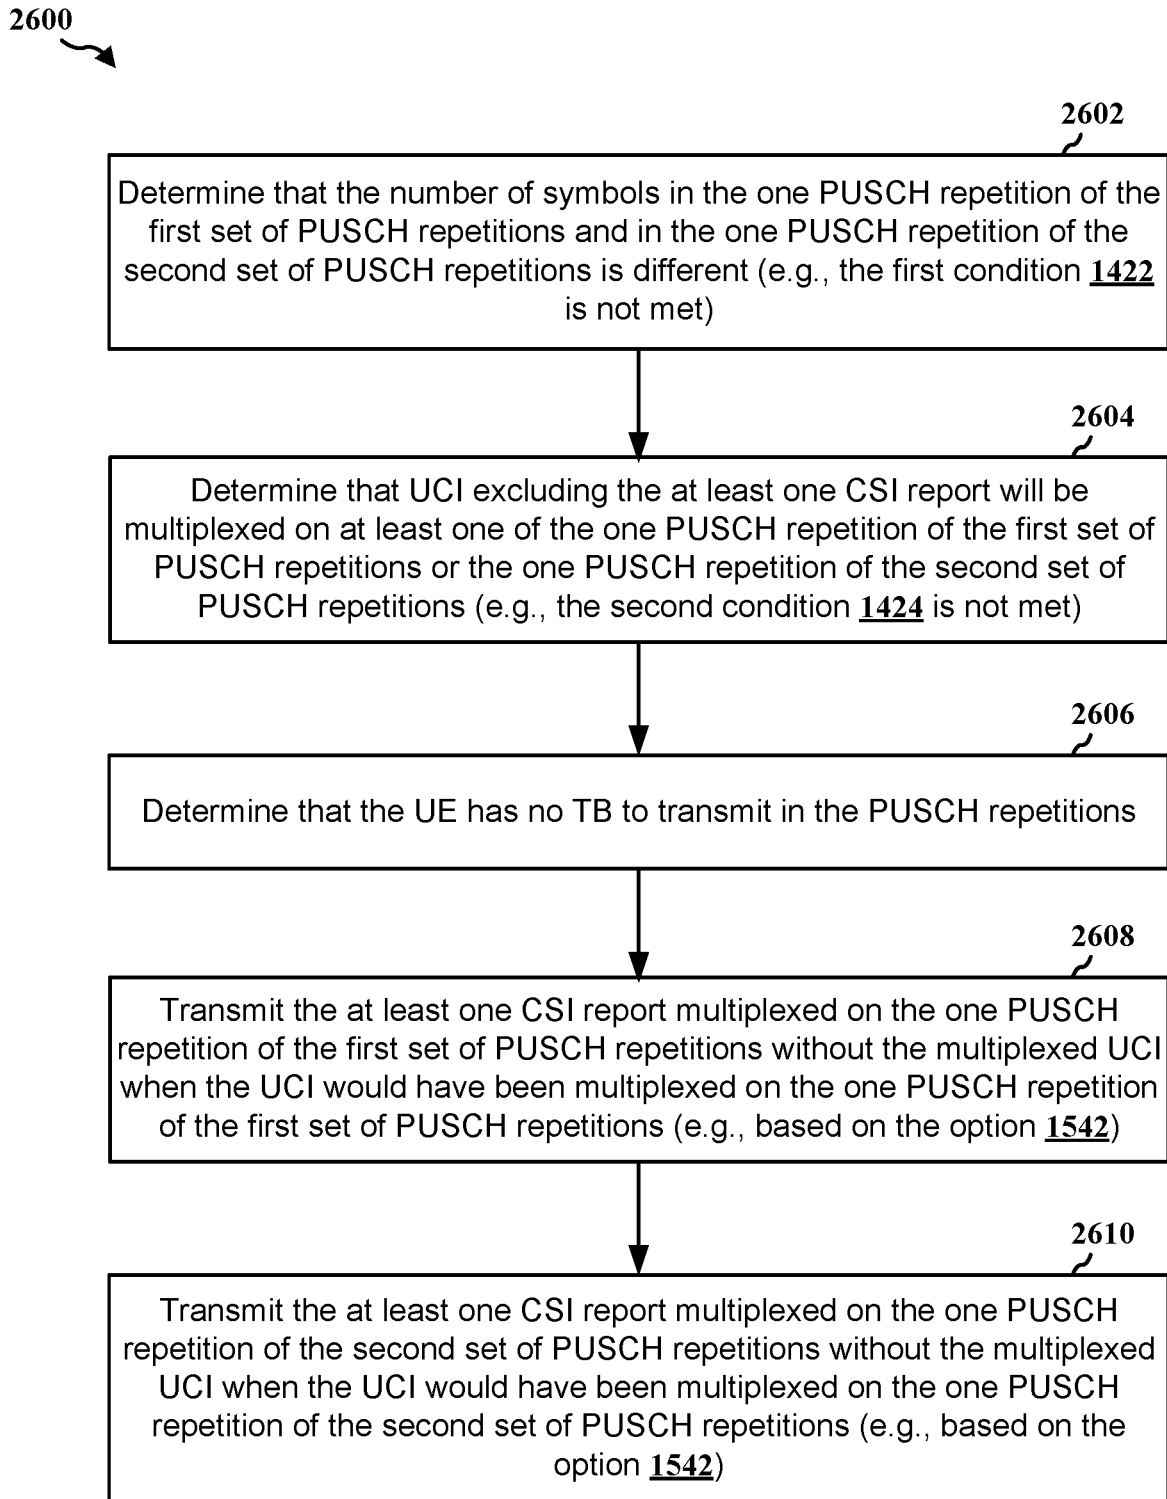 2600
2602
Determine that the number of symbols in the one PUSCH repetition of the
first set of PUSCH repetitions and in the one PUSCH repetition of the
second set of PUSCH repetitions is different (e.g., the first condition 1422
is not met)
2604
Determine that UCI excluding the at least one CSI report will be
multiplexed on at least one of the one PUSCH repetition of the first set of
PUSCH repetitions or the one PUSCH repetition of the second set of
PUSCH repetitions (e.g., the second condition 1424 is not met)
2606
Determine that the UE has no TB to transmit in the PUSCH repetitions
2608
Transmit the at least one CSI report multiplexed on the one PUSCH
repetition of the first set of PUSCH repetitions without the multiplexed UCI
when the UCI would have been multiplexed on the one PUSCH repetition
of the first set of PUSCH repetitions (e.g., based on the option 1542)
2610
Transmit the at least one CSI report multiplexed on the one PUSCH
repetition of the second set of PUSCH repetitions without the multiplexed
UCI when the UCI would have been multiplexed on the one PUSCH
repetition of the second set of PUSCH repetitions (e.g., based on the
option 1542)